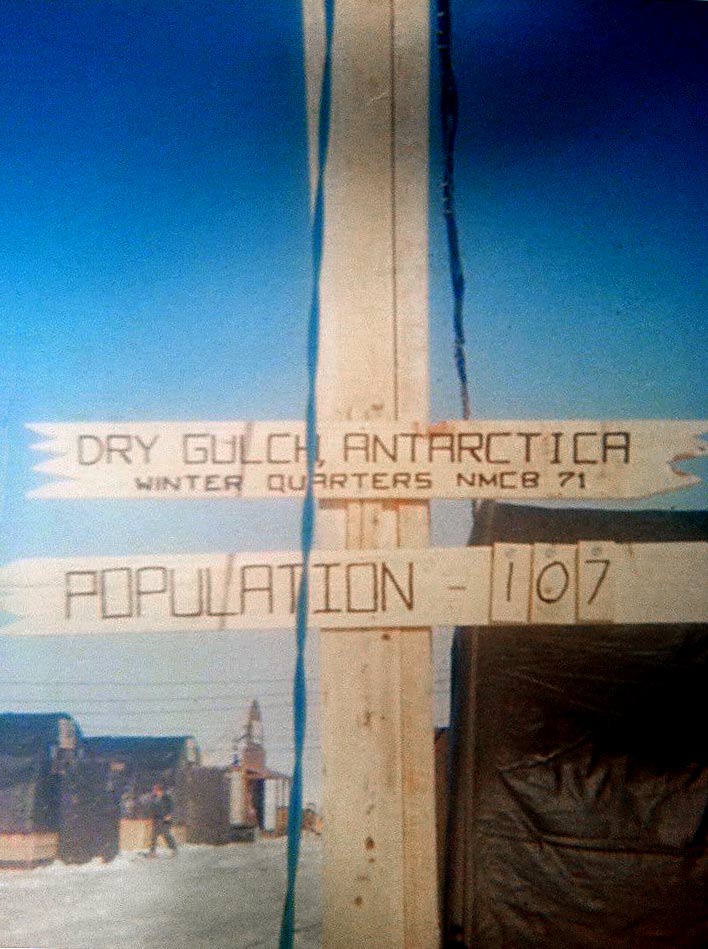 DRY GULCH, ANTARCTICA
WINTER QUARTERS NMCB 71
POPULATION - 107